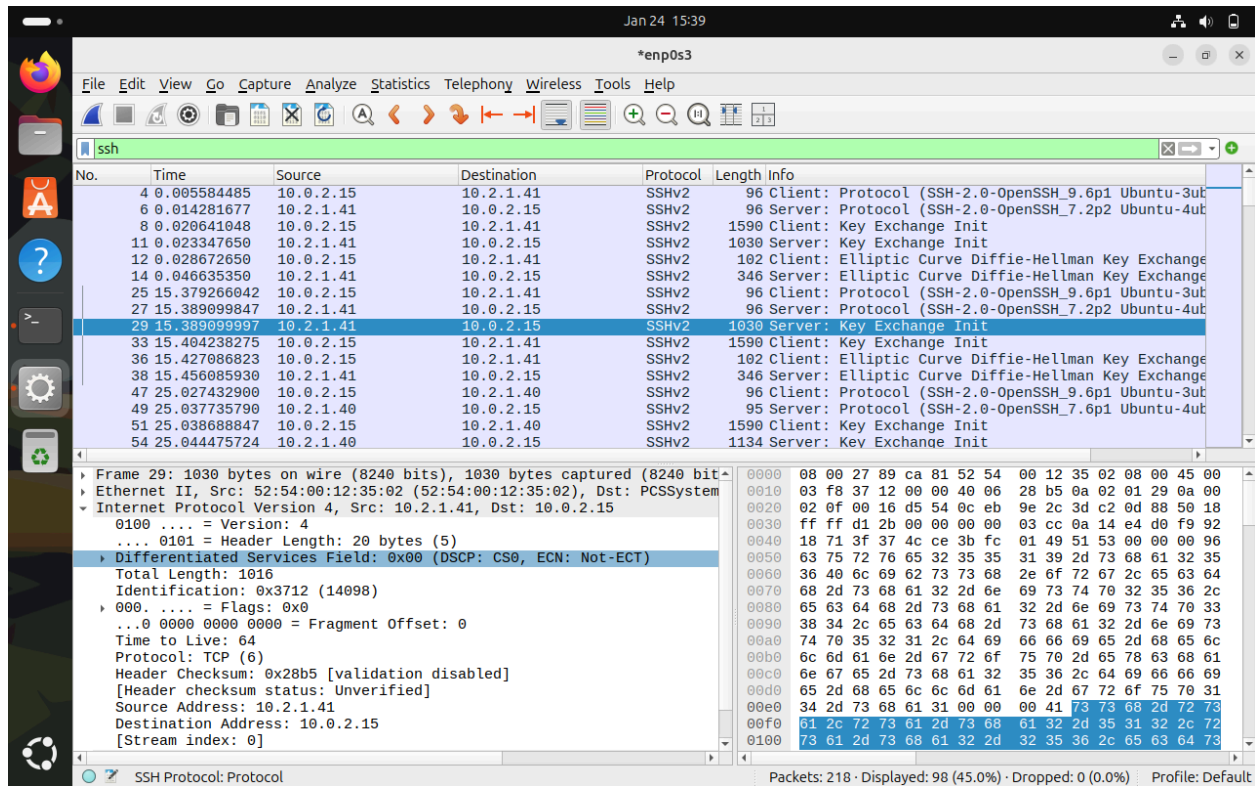 Jan 24 15:39
*enp0s3
File Edit View Go Capture Analyze Statistics Telephony Wireless Tools Help
ssh
No. Time Source Destination Protocol Length Info
4 0.005584485 10.0.2.15 10.2.1.41 SSHv2 96 Client: Protocol (SSH-2.0-OpenSSH_9.6p1 Ubuntu-3ub
6 0.014281677 10.2.1.41 10.0.2.15 SSHv2 96 Server: Protocol (SSH-2.0-OpenSSH_7.2p2 Ubuntu-4ub
8 0.020641048 10.0.2.15 10.2.1.41 SSHv2 1590 Client: Key Exchange Init
11 0.023347650 10.2.1.41 10.0.2.15 SSHv2 1030 Server: Key Exchange Init
12 0.028672650 10.0.2.15 10.2.1.41 SSHv2 102 Client: Elliptic Curve Diffie-Hellman Key Exchange
14 0.046635350 10.2.1.41 10.0.2.15 SSHv2 346 Server: Elliptic Curve Diffie-Hellman Key Exchange
25 15.379266042 10.0.2.15 10.2.1.41 SSHv2 96 Client: Protocol (SSH-2.0-OpenSSH_9.6p1 Ubuntu-3ub
27 15.389099847 10.2.1.41 10.0.2.15 SSHv2 96 Server: Protocol (SSH-2.0-OpenSSH_7.2p2 Ubuntu-4ub
29 15.389099997 10.2.1.41 10.0.2.15 SSHv2 1030 Server: Key Exchange Init
33 15.404238275 10.0.2.15 10.2.1.41 SSHv2 1590 Client: Key Exchange Init
36 15.427086823 10.0.2.15 10.2.1.41 SSHv2 102 Client: Elliptic Curve Diffie-Hellman Key Exchange
38 15.456085930 10.2.1.41 10.0.2.15 SSHv2 346 Server: Elliptic Curve Diffie-Hellman Key Exchange
47 25.027432900 10.0.2.15 10.2.1.40 SSHv2 96 Client: Protocol (SSH-2.0-OpenSSH_9.6p1 Ubuntu-3ub
49 25.037735790 10.2.1.40 10.0.2.15 SSHv2 95 Server: Protocol (SSH-2.0-OpenSSH_7.6p1 Ubuntu-4ub
51 25.038688847 10.0.2.15 10.2.1.40 SSHv2 1590 Client: Key Exchange Init
54 25.044475724 10.2.1.40 10.0.2.15 SSHv2 1134 Server: Key Exchange Init
Frame 29: 1030 bytes on wire (8240 bits), 1030 bytes captured (8240 bit
Ethernet II, Src: 52:54:00:12:35:02 (52:54:00:12:35:02), Dst: PCSSystem
Internet Protocol Version 4, Src: 10.2.1.41, Dst: 10.0.2.15
0100 .... = Version: 4
.... 0101 = Header Length: 20 bytes (5)
Differentiated Services Field: 0x00 (DSCP: CS0, ECN: Not-ECT)
Total Length: 1016
Identification: 0x3712 (14098)
000. .... = Flags: 0x0
...0 0000 0000 0000 = Fragment Offset: 0
Time to Live: 64
Protocol: TCP (6)
Header Checksum: 0x28b5 [validation disabled]
[Header checksum status: Unverified]
Source Address: 10.2.1.41
Destination Address: 10.0.2.15
[Stream index: 0]
0000 08 00 27 89 ca 81 52 54 00 12 35 02 08 00 45 00
0010 03 f8 37 12 00 00 40 06 28 b5 0a 02 01 29 0a 00
0020 02 0f 00 16 d5 54 0c eb 9e 2c 3d c2 0d 88 50 18
0030 ff ff d1 2b 00 00 00 00 03 cc 0a 14 e4 d0 f9 92
0040 18 71 3f 37 4c ce 3b fc 01 49 51 53 00 00 00 96
0050 63 75 72 76 65 32 35 35 31 39 2d 73 68 61 32 35
0060 36 40 6c 69 62 73 73 68 2e 6f 72 67 2c 65 63 64
0070 68 2d 73 68 61 32 2d 6e 69 73 74 70 32 35 36 2c
0080 65 63 64 68 2d 73 68 61 32 2d 6e 69 73 74 70 33
0090 38 34 2c 65 63 64 68 2d 73 68 61 32 2d 6e 69 73
00a0 74 70 35 32 31 2c 64 69 66 66 69 65 2d 68 65 6c
00b0 6c 6d 61 6e 2d 67 72 6f 75 70 2d 65 78 63 68 61
00c0 6e 67 65 2d 73 68 61 32 35 36 2c 64 69 66 66 69
00d0 65 2d 68 65 6c 6c 6d 61 6e 2d 67 72 6f 75 70 31
00e0 34 2d 73 68 61 31 00 00 00 41 73 73 68 2d 72 73
00f0 61 2c 72 73 61 2d 73 68 61 32 2d 35 31 32 2c 72
0100 73 61 2d 73 68 61 32 2d 32 35 36 2c 65 63 64 73
SSH Protocol: Protocol
Packets: 218 · Displayed: 98 (45.0%) · Dropped: 0 (0.0%)
Profile: Default